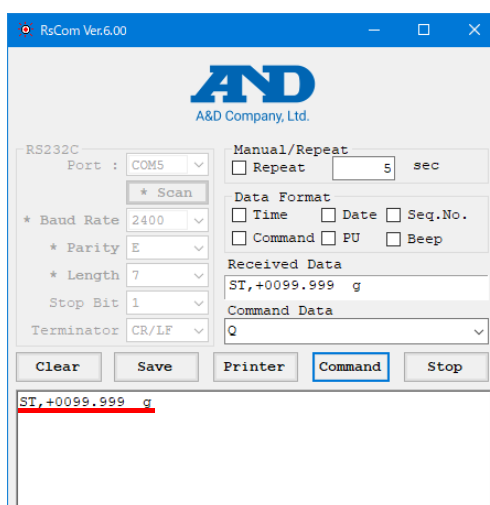 RsCom Ver.6.00
AND
A&D Company, Ltd.
RS232C
Port : COM5
* Scan
* Baud Rate 2400
* Parity E
* Length 7
Stop Bit 1
Terminator CR/LF
Manual/Repeat
Repeat 5 sec
Data Format
Time Date Seq.No.
Command PU Beep
Received Data
ST,+0099.999  g
Command Data
Q
Clear Save Printer Command Stop
ST,+0099.999  g